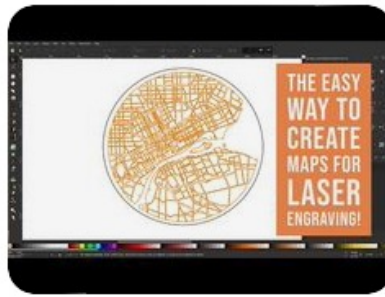 THE EASY
WAY TO
CREATE
MAPS FOR
LASER
ENGRAVING!